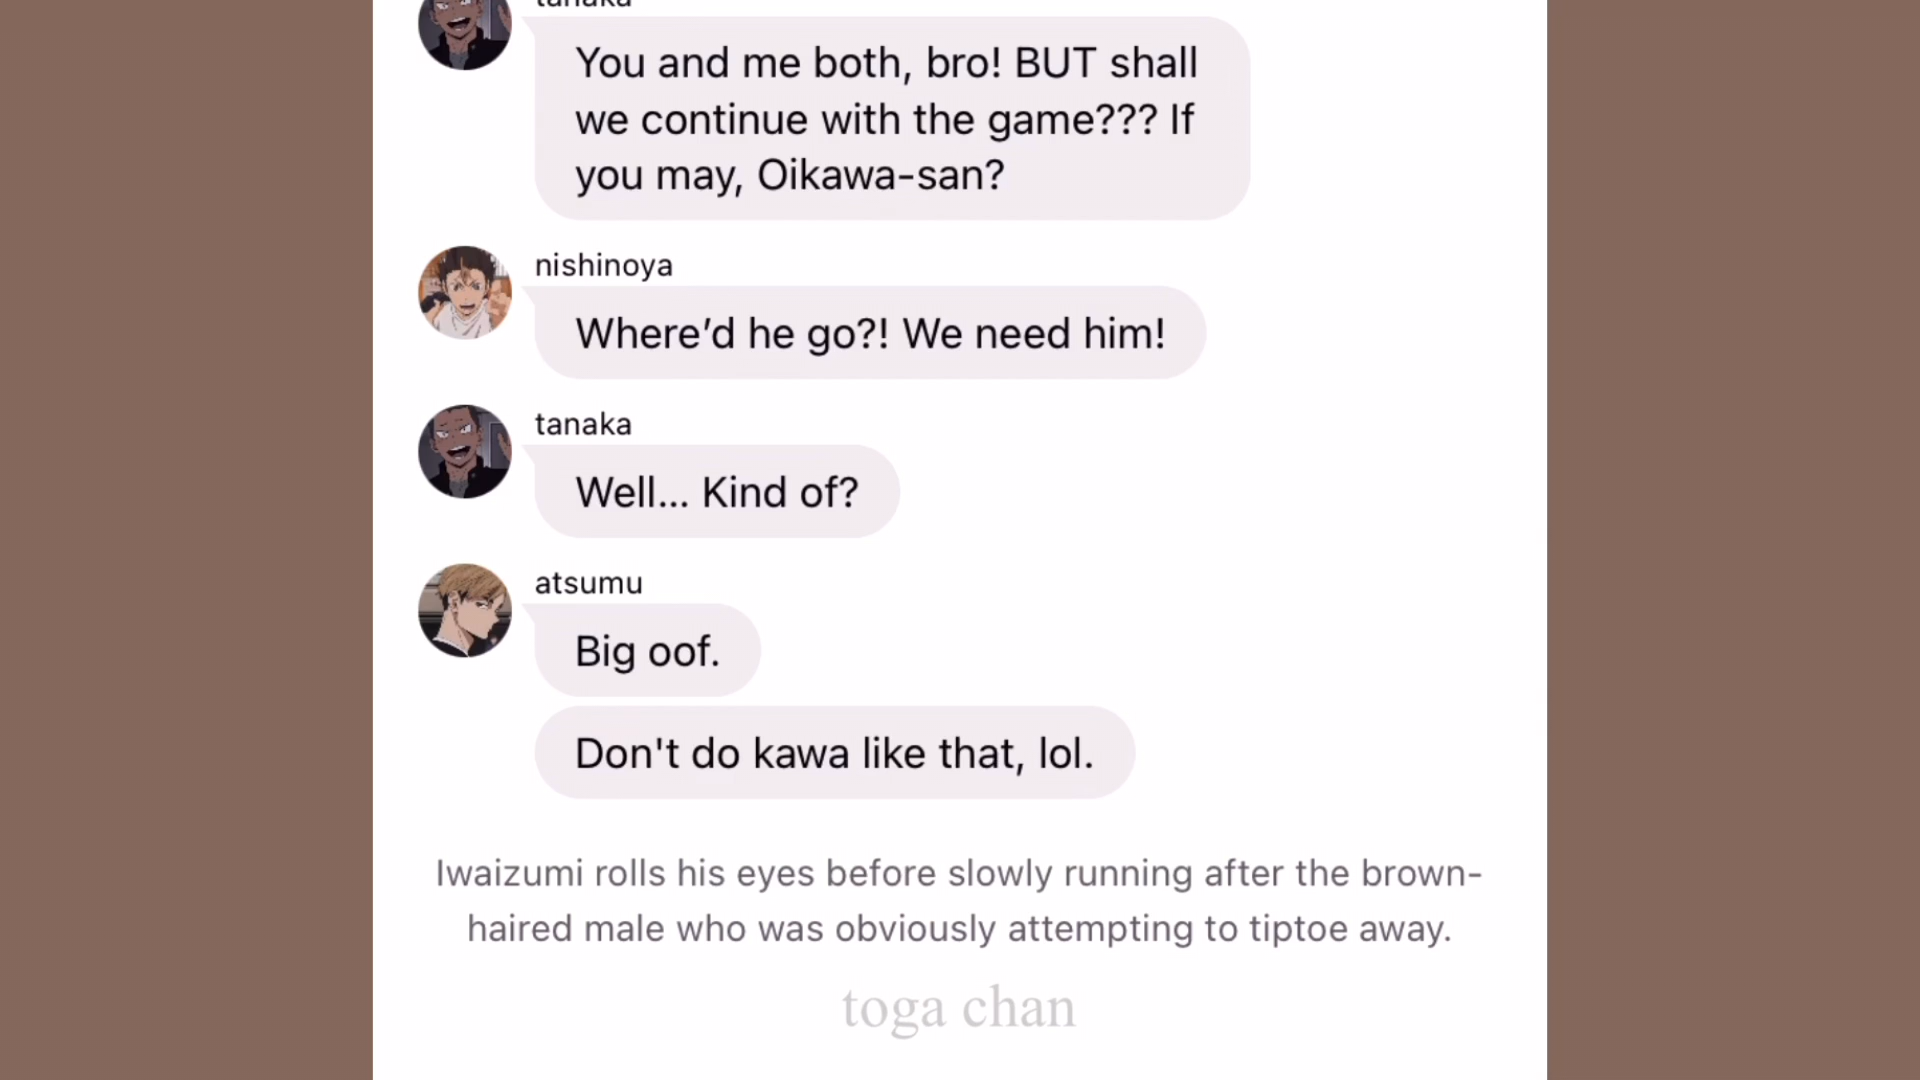 tanaka
You and me both, bro! BUT shall
we continue with the game??? If
you may, Oikawa-san?
nishinoya
Where’d he go?! We need him!
tanaka
Well... Kind of?
atsumu
Big oof.
Don't do kawa like that, lol.
Iwaizumi rolls his eyes before slowly running after the brown-
haired male who was obviously attempting to tiptoe away.
toga chan